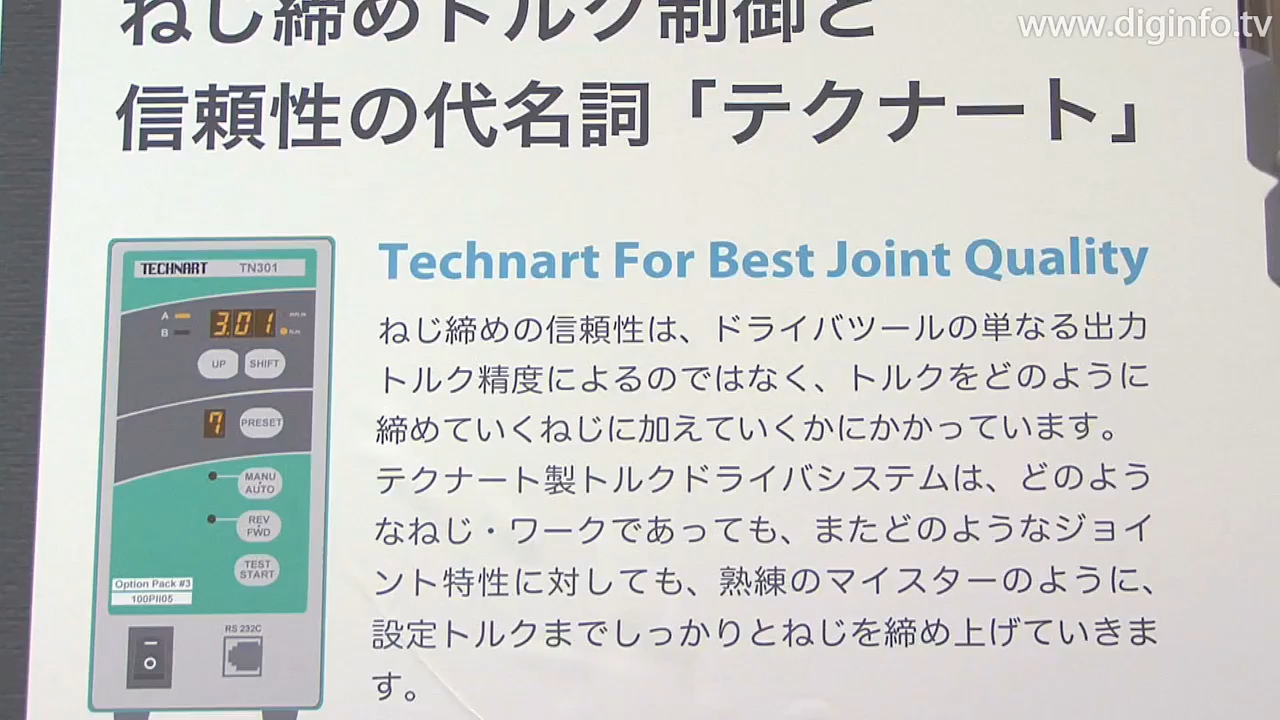 www.diginfo.tv
ねじ締めトルク制御と
信頼性の代名詞「テクナート」
TECHNART TN301
A
B
3.01
UP SHIFT
7 PRESET
MANU
AUTO
REV
FWD
TEST
START
Option Pack #3
100PII05
RS 232C
Technart For Best Joint Quality
ねじ締めの信頼性は、ドライバツールの単なる出力
トルク精度によるのではなく、トルクをどのように
締めていくねじに加えていくかにかかっています。
テクナート製トルクドライバシステムは、どのよう
なねじ・ワークであっても、またどのようなジョイ
ント特性に対しても、熟練のマイスターのように、
設定トルクまでしっかりとねじを締め上げていきま
す。